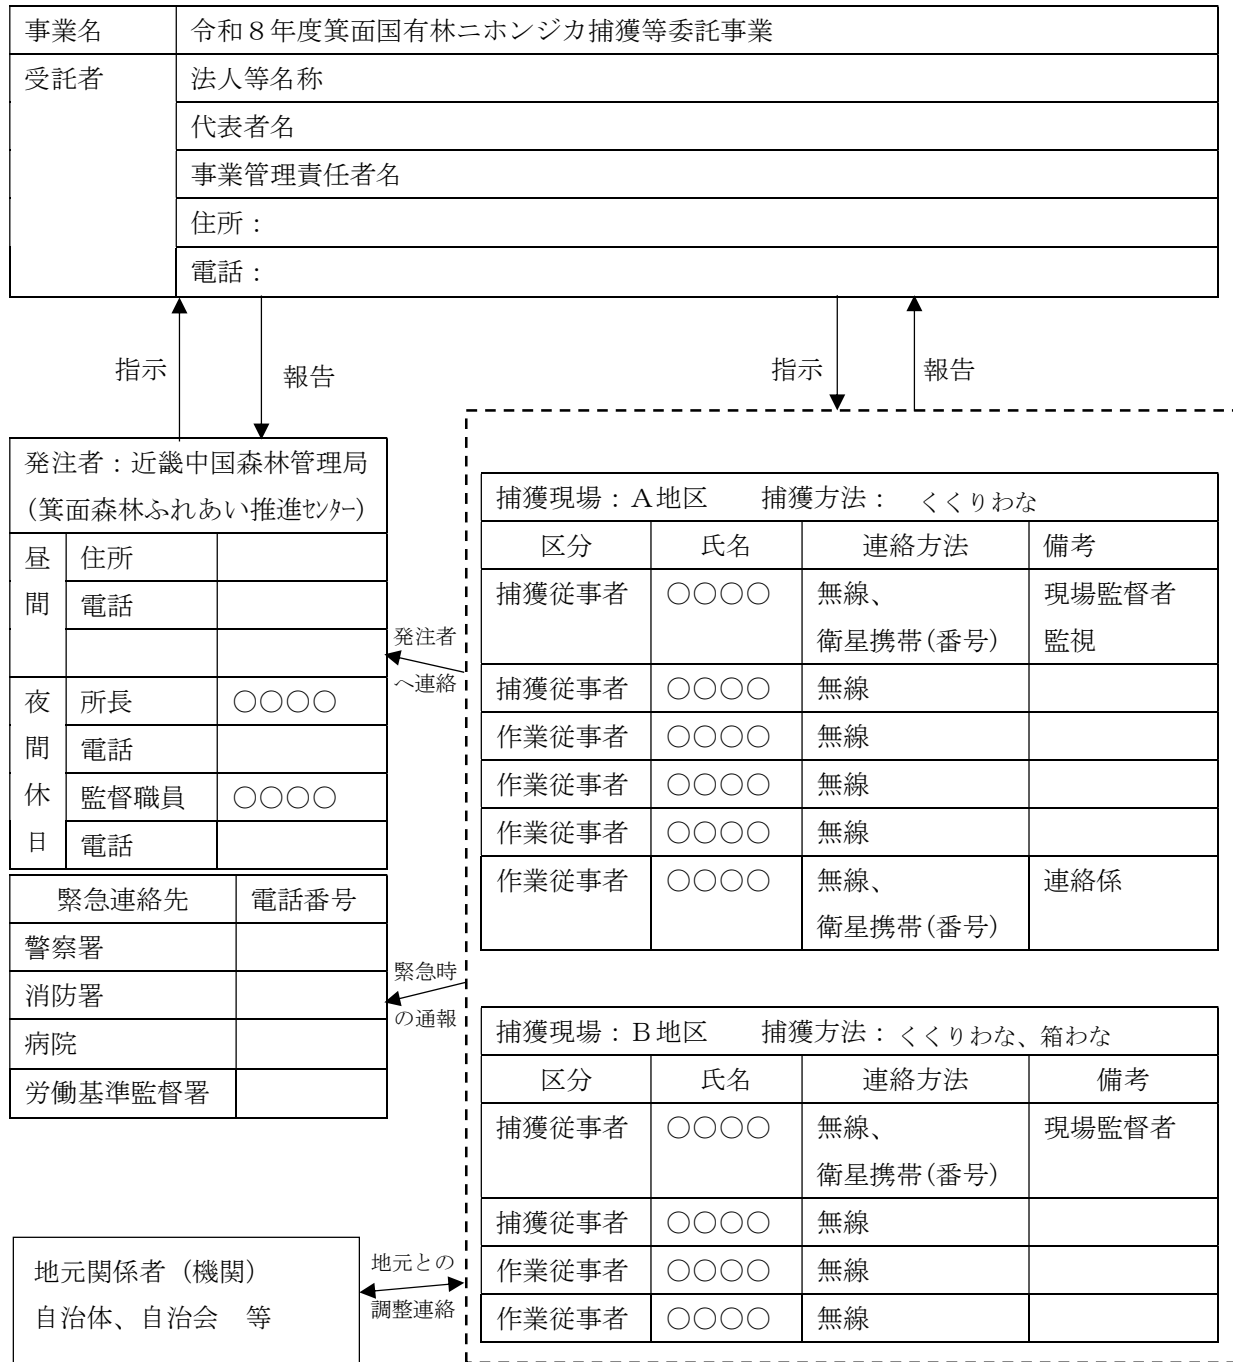 事業名 令和８年度箕面国有林ニホンジカ捕獲等委託事業
受託者 法人等名称
代表者名
事業管理責任者名
住所：
電話：
指示
報告
指示
報告
発注者：近畿中国森林管理局
(箕面森林ふれあい推進ｾﾝﾀｰ)
昼間 住所
電話
夜間休日 所長 ○○○○
電話
監督職員 ○○○○
電話
緊急連絡先 電話番号
警察署
消防署
病院
労働基準監督署
地元関係者（機関）
自治体、自治会　等
発注者
へ連絡
緊急時
の通報
地元との
調整連絡
捕獲現場：Ａ地区　捕獲方法：　くくりわな
区分 氏名 連絡方法 備考
捕獲従事者 ○○○○ 無線、 現場監督者
衛星携帯(番号) 監視
捕獲従事者 ○○○○ 無線
作業従事者 ○○○○ 無線
作業従事者 ○○○○ 無線
作業従事者 ○○○○ 無線
作業従事者 ○○○○ 無線、 連絡係
衛星携帯(番号)
捕獲現場：Ｂ地区　捕獲方法：くくりわな、箱わな
区分 氏名 連絡方法 備考
捕獲従事者 ○○○○ 無線、 現場監督者
衛星携帯(番号)
捕獲従事者 ○○○○ 無線
作業従事者 ○○○○ 無線
作業従事者 ○○○○ 無線